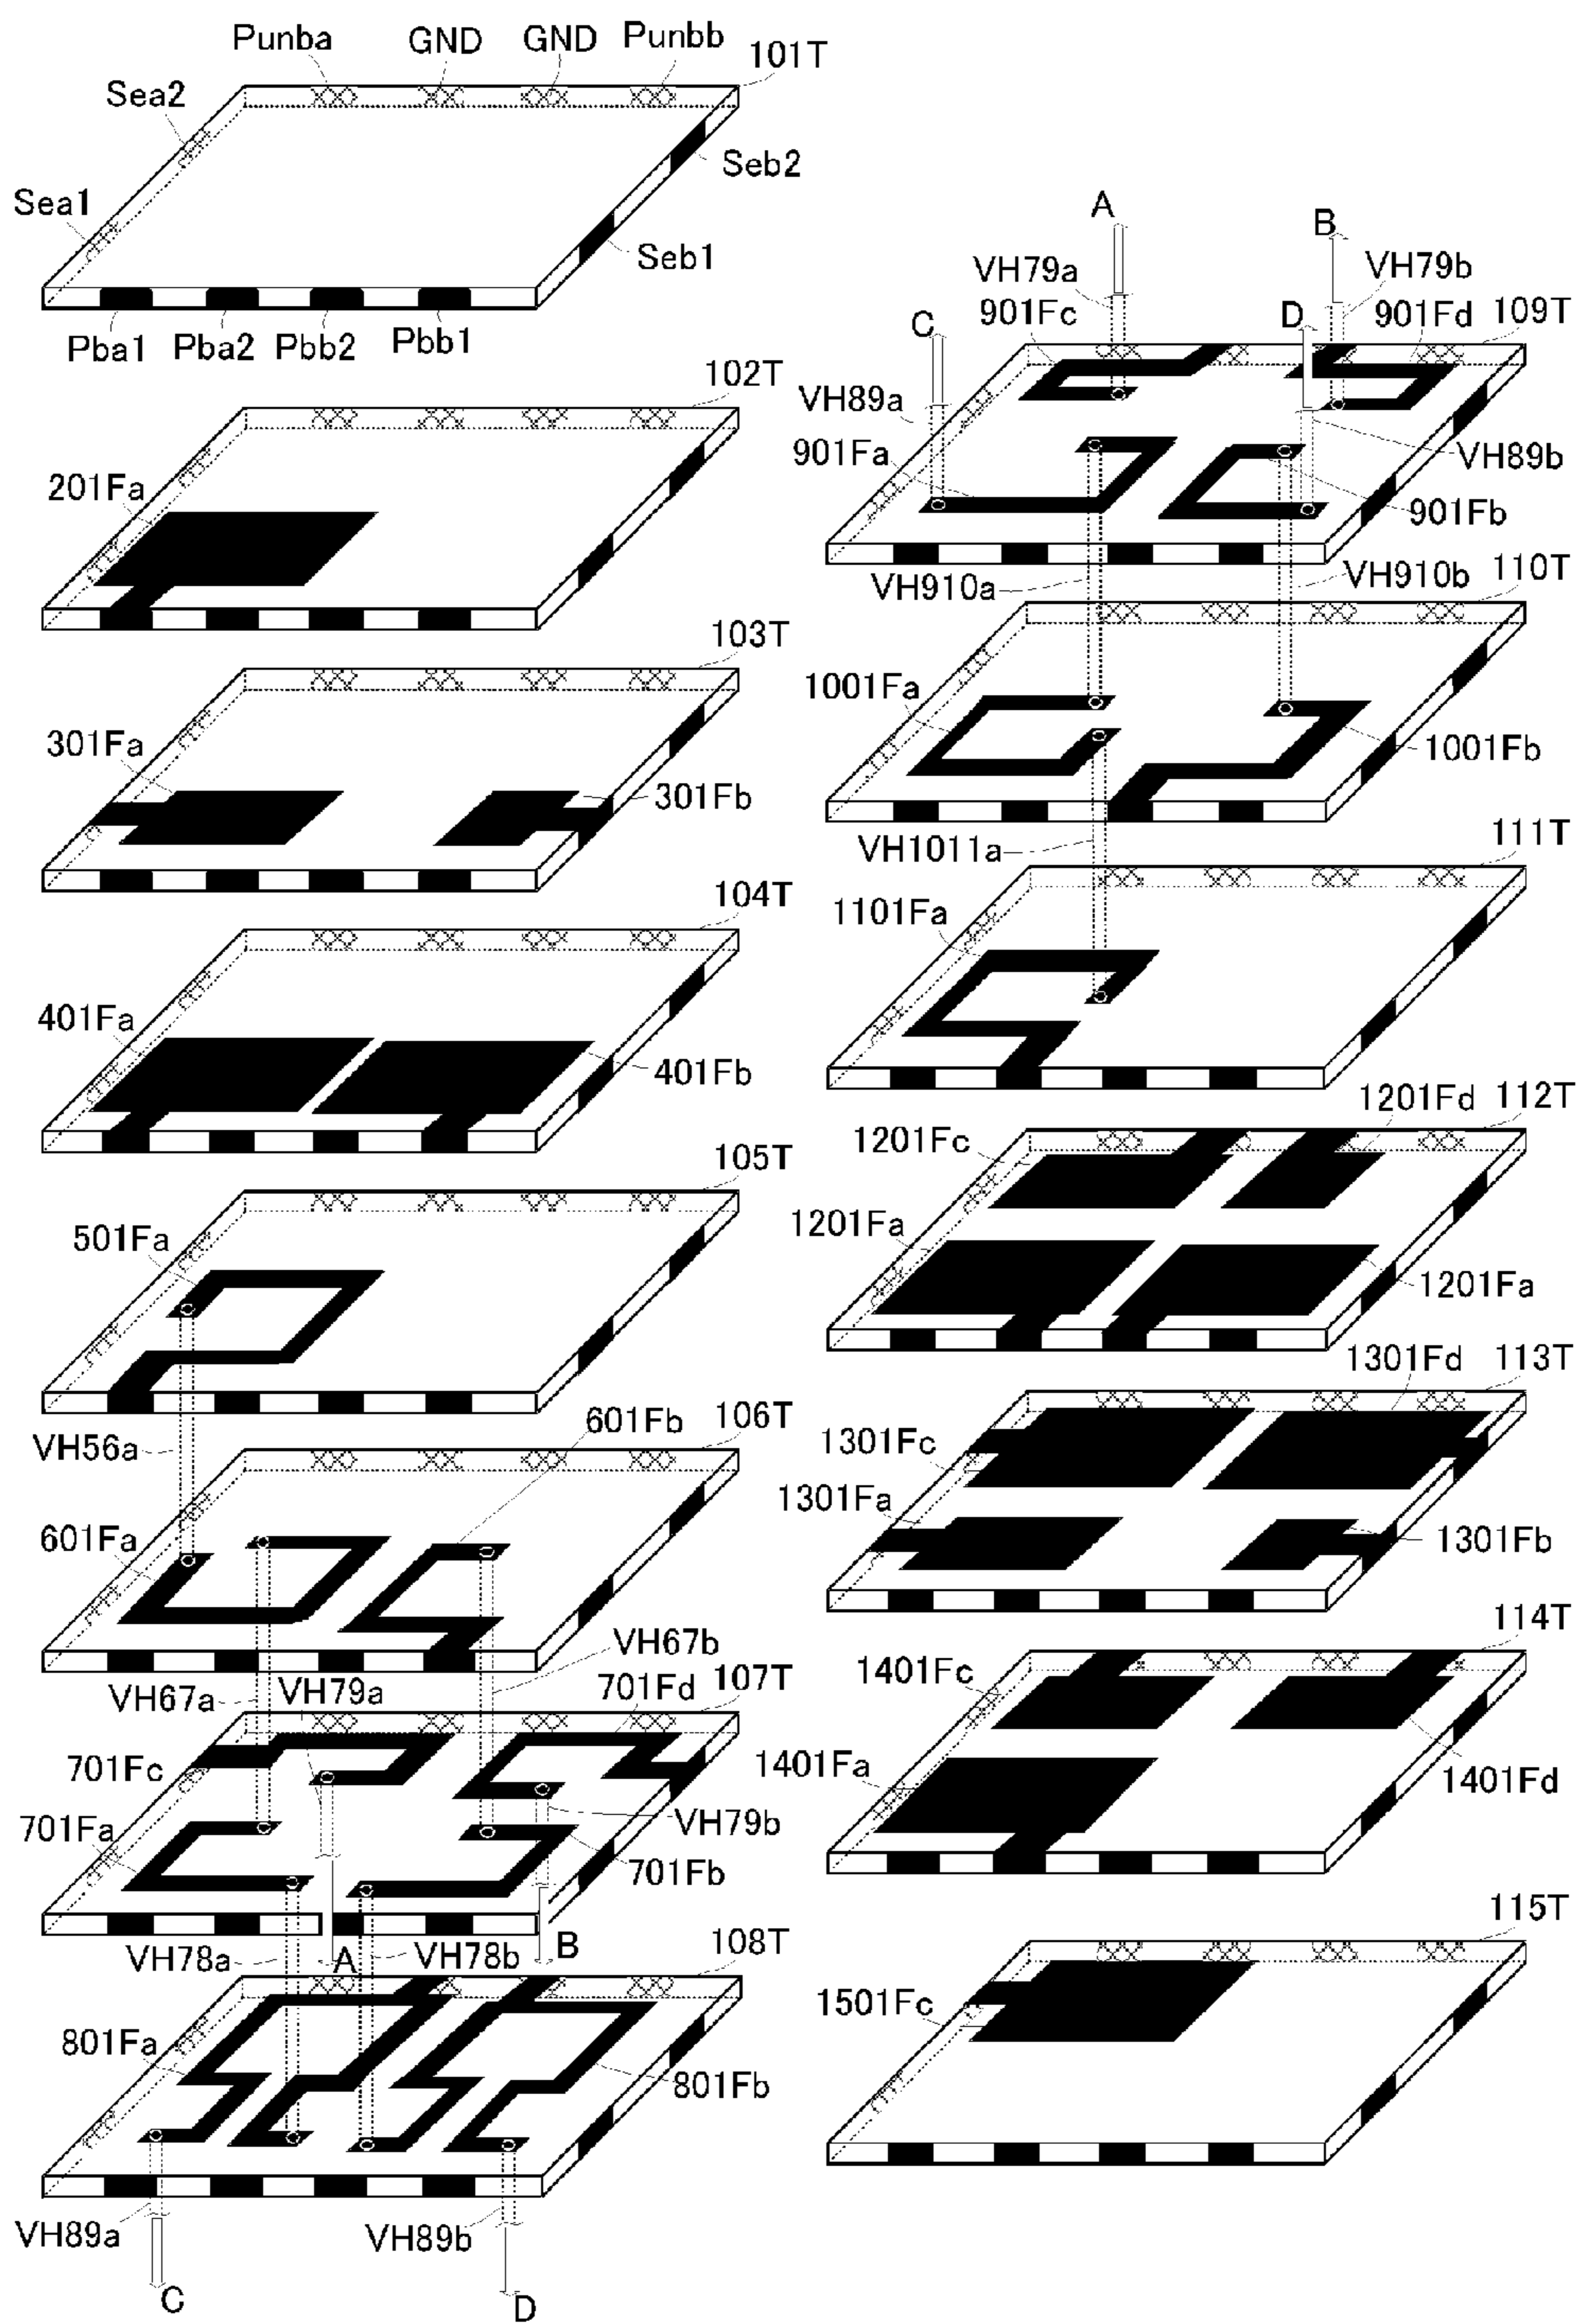 Punba GND GND Punbb 101T
Sea2
Seb2
Sea1
Seb1
Pba1 Pba2 Pbb2 Pbb1
102T
201Fa
103T
301Fa
301Fb
104T
401Fa
401Fb
105T
501Fa
VH56a
601Fb 106T
601Fa
VH67b
VH67a VH79a 701Fd 107T
701Fc
701Fa
VH79b
701Fb
VH78a A VH78b B 108T
801Fa
801Fb
VH89a VH89b
C D
A B
VH79a VH79b
C 901Fc D 901Fd 109T
VH89a
901Fa VH89b
901Fb
VH910a VH910b 110T
1001Fa
1001Fb
VH1011a 111T
1101Fa
1201Fd 112T
1201Fc
1201Fa
1201Fa
1301Fd 113T
1301Fc
1301Fa
1301Fb
114T
1401Fc
1401Fa
1401Fd
115T
1501Fc